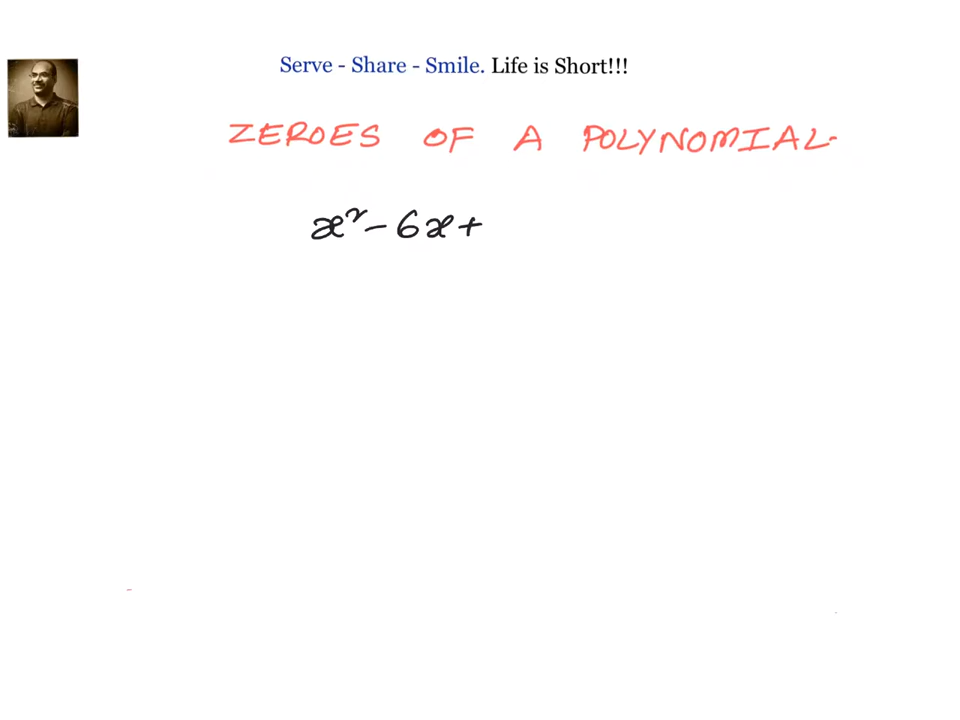 Serve - Share - Smile. Life is Short!!!
ZEROES OF A POLYNOMIAL-
x² - 6x +